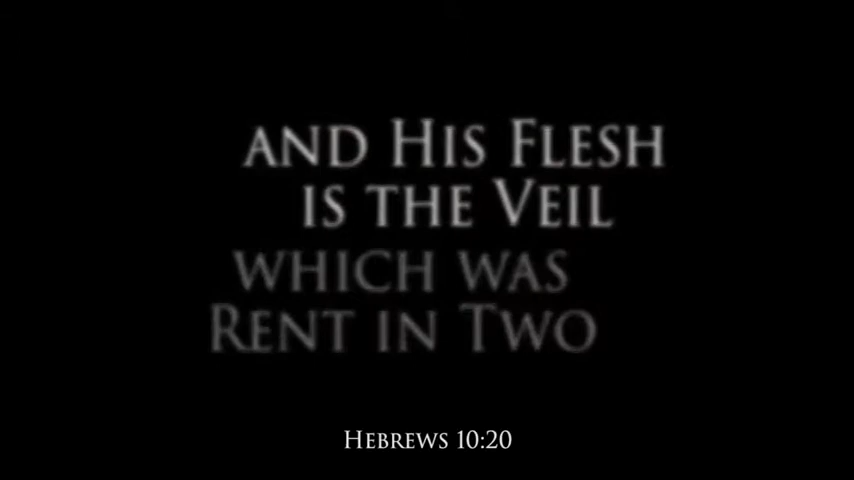 AND HIS FLESH
IS THE VEIL
WHICH WAS
RENT IN TWO
HEBREWS 10:20